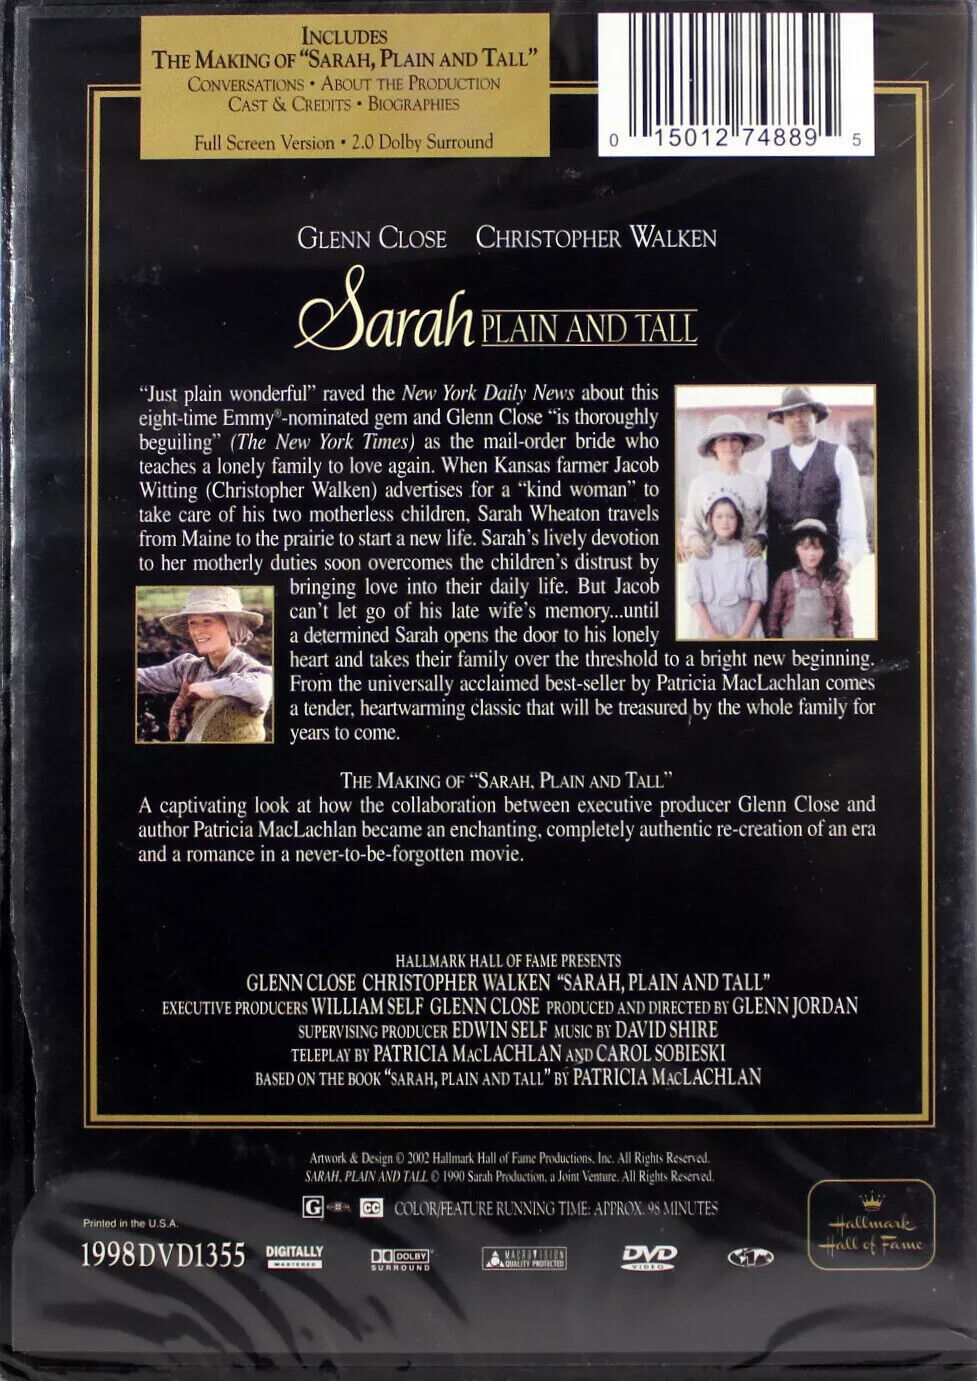 INCLUDES
THE MAKING OF "SARAH, PLAIN AND TALL"
CONVERSATIONS • ABOUT THE PRODUCTION
CAST & CREDITS • BIOGRAPHIES
Full Screen Version • 2.0 Dolby Surround
0 15012 74889 5
GLENN CLOSE CHRISTOPHER WALKEN
Sarah PLAIN AND TALL
"Just plain wonderful" raved the New York Daily News about this
eight-time Emmy®-nominated gem and Glenn Close "is thoroughly
beguiling" (The New York Times) as the mail-order bride who
teaches a lonely family to love again. When Kansas farmer Jacob
Witting (Christopher Walken) advertises for a "kind woman" to
take care of his two motherless children, Sarah Wheaton travels
from Maine to the prairie to start a new life. Sarah's lively devotion
to her motherly duties soon overcomes the children's distrust by
bringing love into their daily life. But Jacob
can't let go of his late wife's memory...until
a determined Sarah opens the door to his lonely
heart and takes their family over the threshold to a bright new beginning.
From the universally acclaimed best-seller by Patricia MacLachlan comes
a tender, heartwarming classic that will be treasured by the whole family for
years to come.
THE MAKING OF "SARAH, PLAIN AND TALL"
A captivating look at how the collaboration between executive producer Glenn Close and
author Patricia MacLachlan became an enchanting, completely authentic re-creation of an era
and a romance in a never-to-be-forgotten movie.
HALLMARK HALL OF FAME PRESENTS
GLENN CLOSE CHRISTOPHER WALKEN "SARAH, PLAIN AND TALL"
EXECUTIVE PRODUCERS WILLIAM SELF GLENN CLOSE PRODUCED AND DIRECTED BY GLENN JORDAN
SUPERVISING PRODUCER EDWIN SELF MUSIC BY DAVID SHIRE
TELEPLAY BY PATRICIA MACLACHLAN AND CAROL SOBIESKI
BASED ON THE BOOK "SARAH, PLAIN AND TALL" BY PATRICIA MACLACHLAN
Artwork & Design © 2002 Hallmark Hall of Fame Productions, Inc. All Rights Reserved.
SARAH, PLAIN AND TALL © 1990 Sarah Production, a Joint Venture. All Rights Reserved.
G CC COLOR/FEATURE RUNNING TIME: APPROX. 98 MINUTES
Hallmark
Hall of Fame
Printed in the U.S.A.
1998DVD1355
DIGITALLY
MASTERED
DOLBY
SURROUND
MACROVISION
QUALITY PROTECTED
DVD
VIDEO